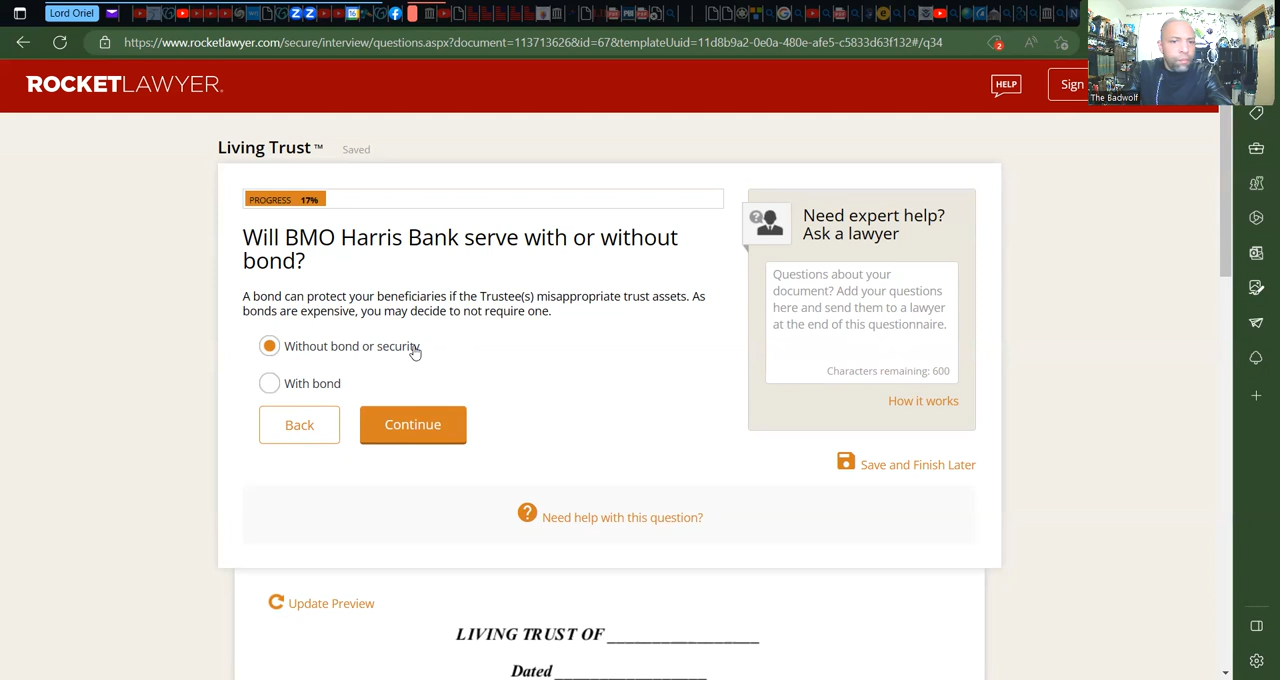 Lord Oriel
https://www.rocketlawyer.com/secure/interview/questions.aspx?document=113713626&id=67&templateUuid=11d8b9a2-0e0a-480e-afe5-c5833d63f132#/q34
2
The Badwolf
ROCKETLAWYER.
HELP
Sign
Living Trust™ Saved
PROGRESS 17%
Will BMO Harris Bank serve with or without
bond?
A bond can protect your beneficiaries if the Trustee(s) misappropriate trust assets. As
bonds are expensive, you may decide to not require one.
Without bond or security
With bond
Back
Continue
Need expert help?
Ask a lawyer
Questions about your
document? Add your questions
here and send them to a lawyer
at the end of this questionnaire.
Characters remaining: 600
How it works
Save and Finish Later
Need help with this question?
Update Preview
LIVING TRUST OF
Dated